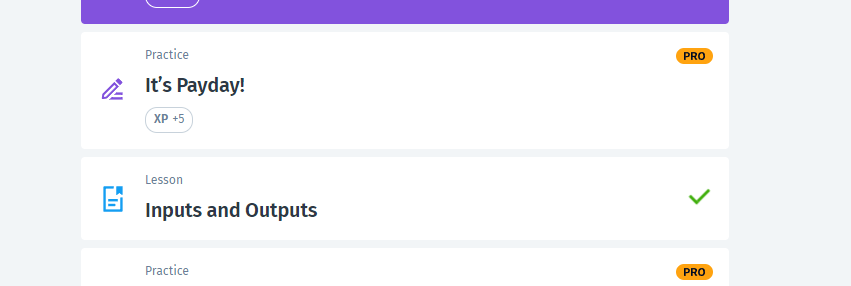 Practice
PRO
It’s Payday!
XP +5
Lesson
Inputs and Outputs
Practice
PRO